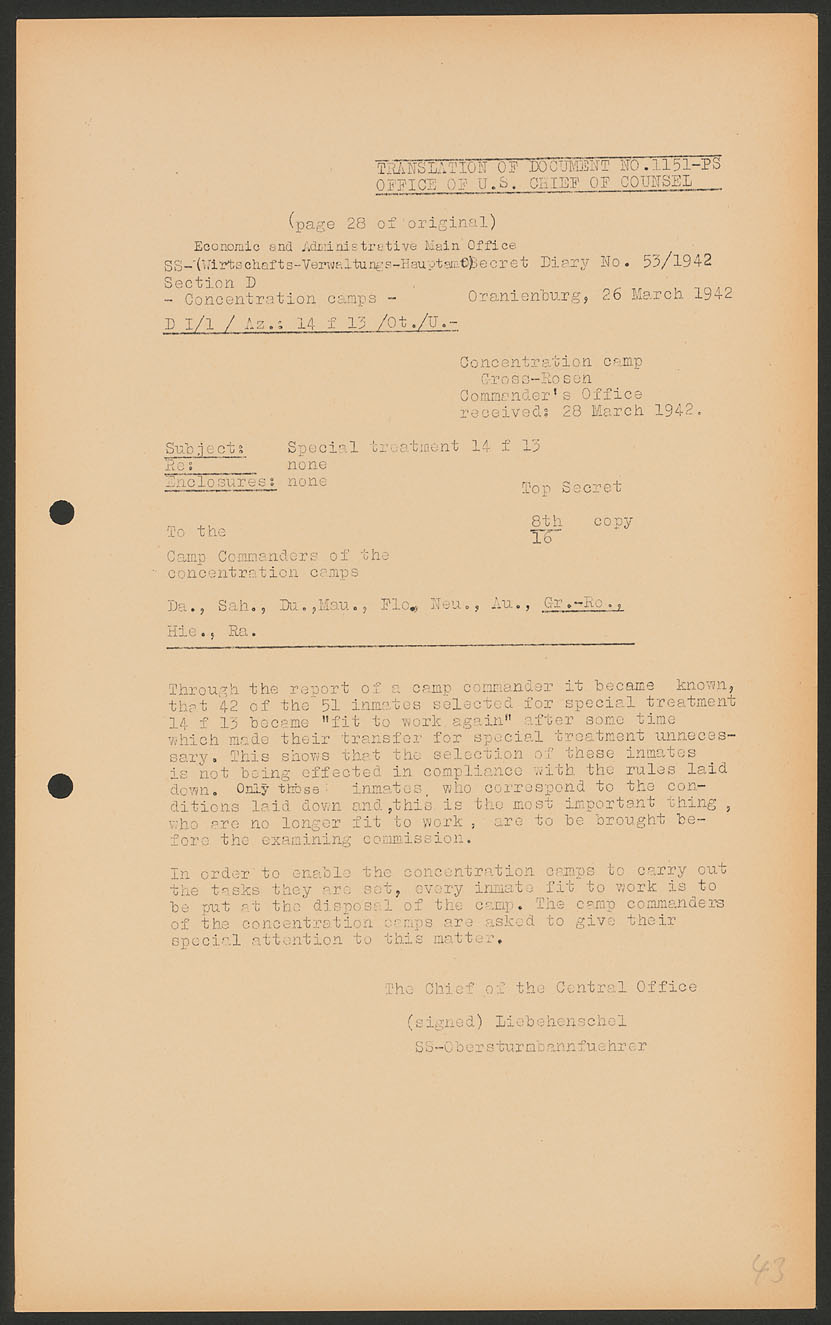 TRANSLATION OF DOCUMENT NO.1151-PS
OFFICE OF U.S. CHIEF OF COUNSEL
(page 28 of original)
Economic and Administrative Main Office
SS-(Wirtschafts-Verwaltungs-Hauptamt)Secret Diary No. 53/1942
Section D
- Concentration camps - Oranienburg, 26 March 1942
D I/1 / Az.: 14 f 13 /Ot./U.-
Concentration camp
Gross-Rosen
Commander's Office
received: 28 March 1942.
Subject: Special treatment 14 f 13
Re: none
Enclosures: none
Top Secret
8th copy
16
To the
Camp Commanders of the
concentration camps
Da., Sah., Du.,Mau., Flo., Neu., Au., Gr.-Ro.,
Hie., Ra.
Through the report of a camp commander it became known,
that 42 of the 51 inmates selected for special treatment
14 f 13 became "fit to work again" after some time
which made their transfer for special treatment unneces-
sary. This shows that the selection of these inmates
is not being effected in compliance with the rules laid
down. Only those inmates, who correspond to the con-
ditions laid down and ,this is the most important thing ,
who are no longer fit to work , are to be brought be-
fore the examining commission.
In order to enable the concentration camps to carry out
the tasks they are set, every inmate fit to work is to
be put at the disposal of the camp. The camp commanders
of the concentration camps are asked to give their
special attention to this matter.
The Chief of the Central Office
(signed) Liebehenschel
SS-Obersturmbannfuehrer
43